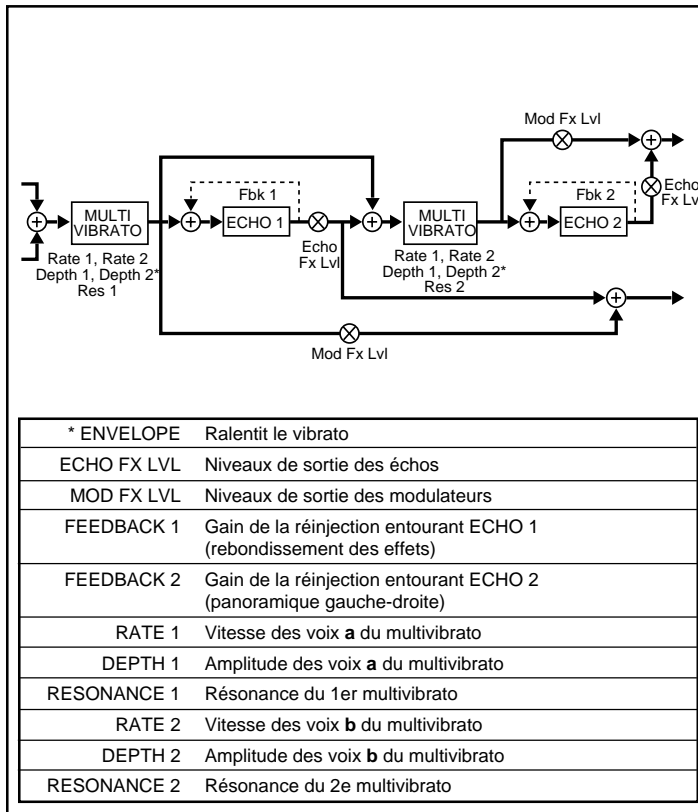 Mod Fx Lvl
Fbk 1
Fbk 2
Echo
Fx Lvl
MULTI
VIBRATO
ECHO 1
MULTI
VIBRATO
ECHO 2
Rate 1, Rate 2
Depth 1, Depth 2*
Res 1
Echo
Fx Lvl
Rate 1, Rate 2
Depth 1, Depth 2*
Res 2
Mod Fx Lvl
* ENVELOPE Ralentit le vibrato
ECHO FX LVL Niveaux de sortie des échos
MOD FX LVL Niveaux de sortie des modulateurs
FEEDBACK 1 Gain de la réinjection entourant ECHO 1
(rebondissement des effets)
FEEDBACK 2 Gain de la réinjection entourant ECHO 2
(panoramique gauche-droite)
RATE 1 Vitesse des voix a du multivibrato
DEPTH 1 Amplitude des voix a du multivibrato
RESONANCE 1 Résonance du 1er multivibrato
RATE 2 Vitesse des voix b du multivibrato
DEPTH 2 Amplitude des voix b du multivibrato
RESONANCE 2 Résonance du 2e multivibrato